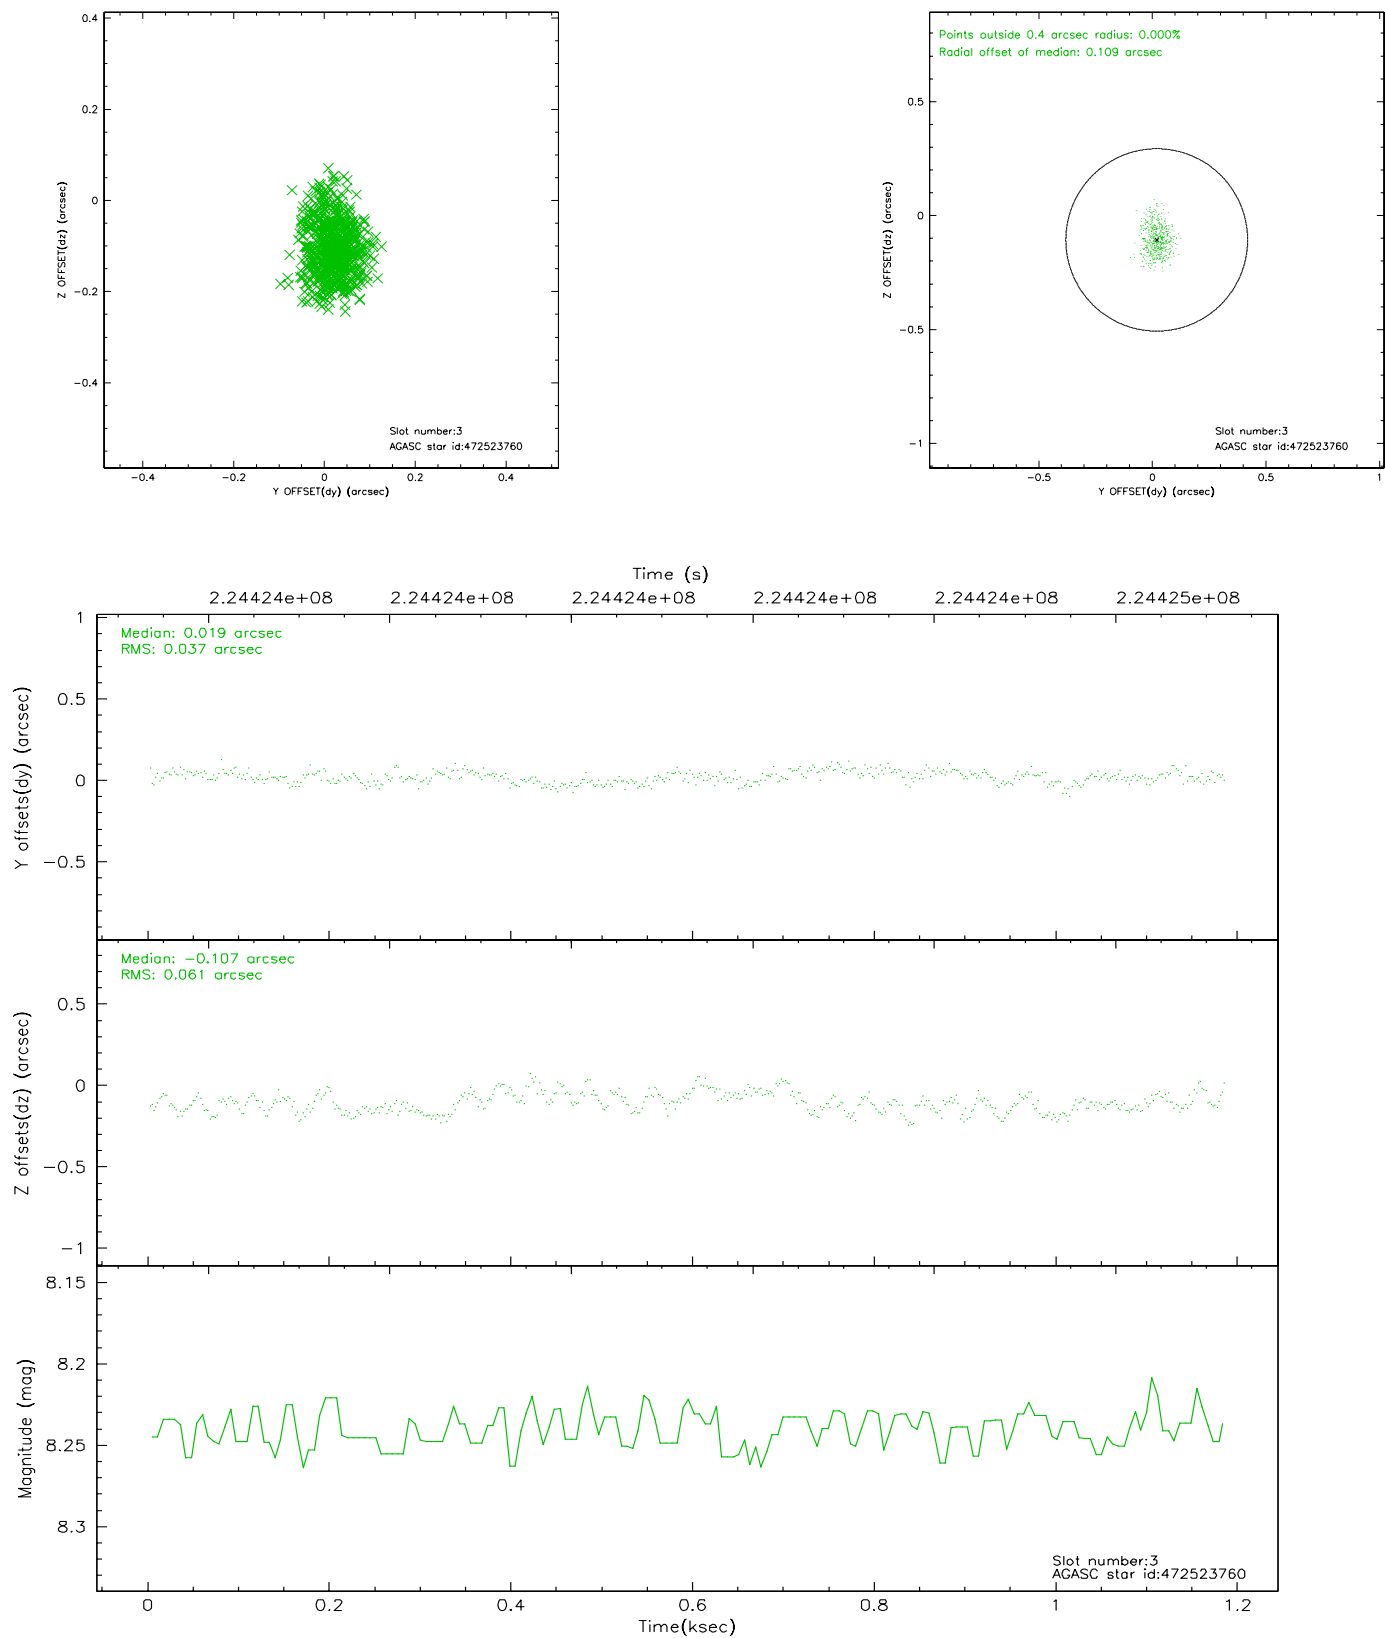 0.4
0.2
0
−0.2
−0.4
Z OFFSET(dz) (arcsec)
−0.4
−0.2
0
0.2
0.4
Y OFFSET(dy) (arcsec)
Slot number:3
AGASC star id:472523760
Points outside 0.4 arcsec radius: 0.000%
Radial offset of median: 0.109 arcsec
0.5
0
−0.5
−1
Z OFFSET(dz) (arcsec)
−0.5
0
0.5
1
Y OFFSET(dy) (arcsec)
Slot number:3
AGASC star id:472523760
Time (s)
2.24424e+08
2.24424e+08
2.24424e+08
2.24424e+08
2.24424e+08
2.24425e+08
Median: 0.019 arcsec
RMS: 0.037 arcsec
1
0.5
0
−0.5
Y offsets(dy) (arcsec)
Median: −0.107 arcsec
RMS: 0.061 arcsec
0.5
0
−0.5
−1
Z offsets(dz) (arcsec)
8.15
8.2
8.25
8.3
Magnitude (mag)
Slot number:3
AGASC star id:472523760
0
0.2
0.4
0.6
0.8
1
1.2
Time(ksec)